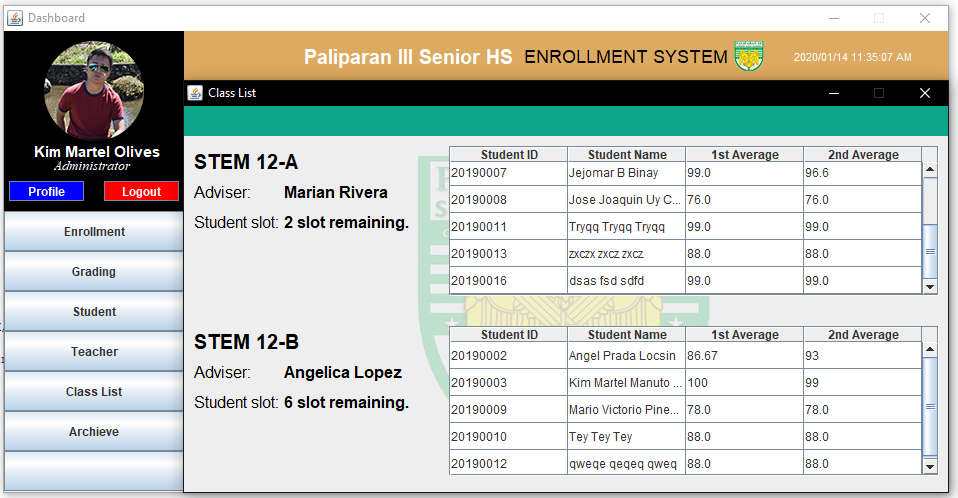 Dashboard
Paliparan III Senior HS ENROLLMENT SYSTEM 2020/01/14 11:35:07 AM
Kim Martel Olives
Administrator
Profile Logout
Enrollment
Grading
Student
Teacher
Class List
Archieve
Class List
STEM 12-A
Adviser: Marian Rivera
Student slot: 2 slot remaining.
Student ID Student Name 1st Average 2nd Average
20190007 Jejomar B Binay 99.0 96.6
20190008 Jose Joaquin Uy C... 76.0 76.0
20190011 Tryqq Tryqq Tryqq 99.0 99.0
20190013 zxczx zxcz zxcz 88.0 88.0
20190016 dsas fsd sdfd 99.0 99.0
STEM 12-B
Adviser: Angelica Lopez
Student slot: 6 slot remaining.
Student ID Student Name 1st Average 2nd Average
20190002 Angel Prada Locsin 86.67 93
20190003 Kim Martel Manuto ... 100 99
20190009 Mario Victorio Pine... 78.0 78.0
20190010 Tey Tey Tey 88.0 88.0
20190012 qweqe qeqeq qweq 88.0 88.0